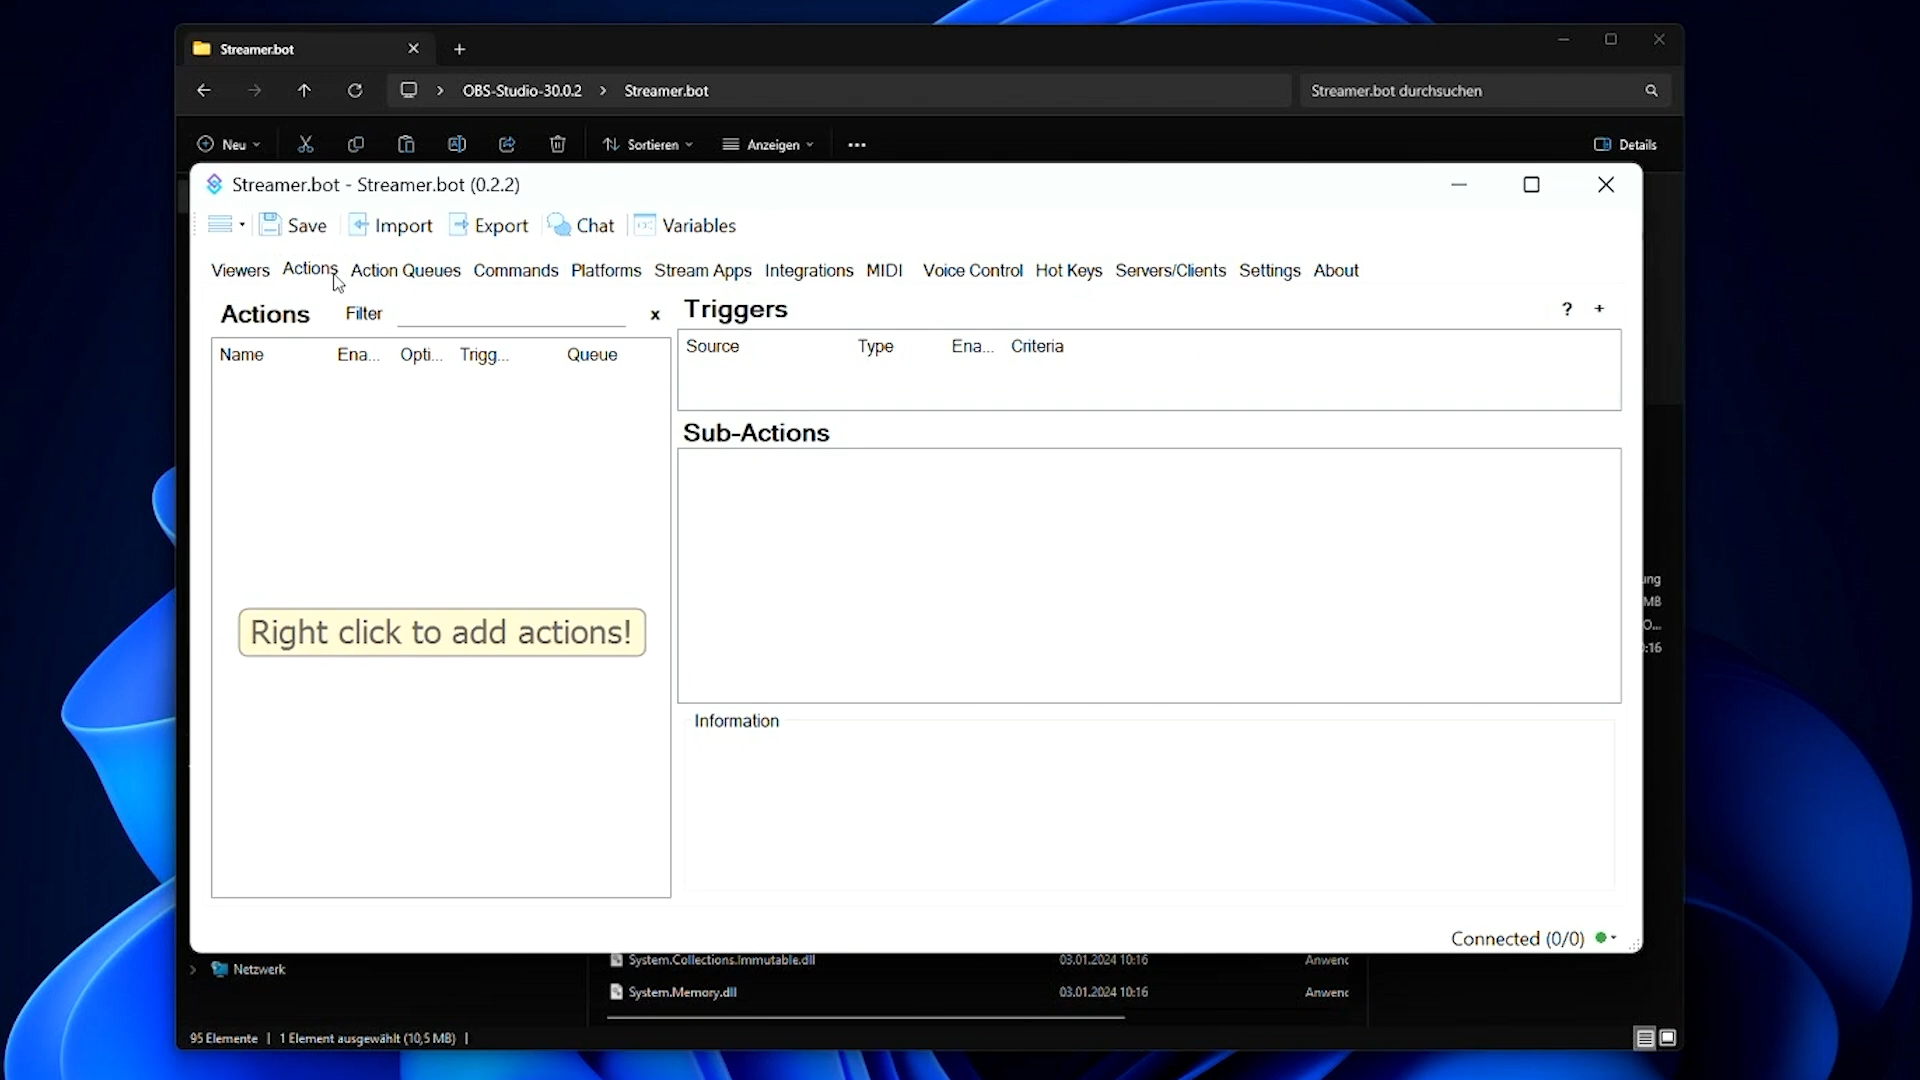 Streamer.bot
OBS-Studio-30.0.2 > Streamer.bot
Streamer.bot durchsuchen
Neu
Sortieren
Anzeigen
Details
Streamer.bot - Streamer.bot (0.2.2)
Save Import Export Chat Variables
Viewers Actions Action Queues Commands Platforms Stream Apps Integrations MIDI Voice Control Hot Keys Servers/Clients Settings About
Actions Filter x
Name Ena... Opti... Trigg... Queue
Right click to add actions!
Triggers ? +
Source Type Ena... Criteria
Sub-Actions
Information
Connected (0/0)
MB
Netzwerk
System.Collections.Immutable.dll 03.01.2024 10:16
System.Memory.dll 03.01.2024 10:16
95 Elemente | 1 Element ausgewählt (10,5 MB) |